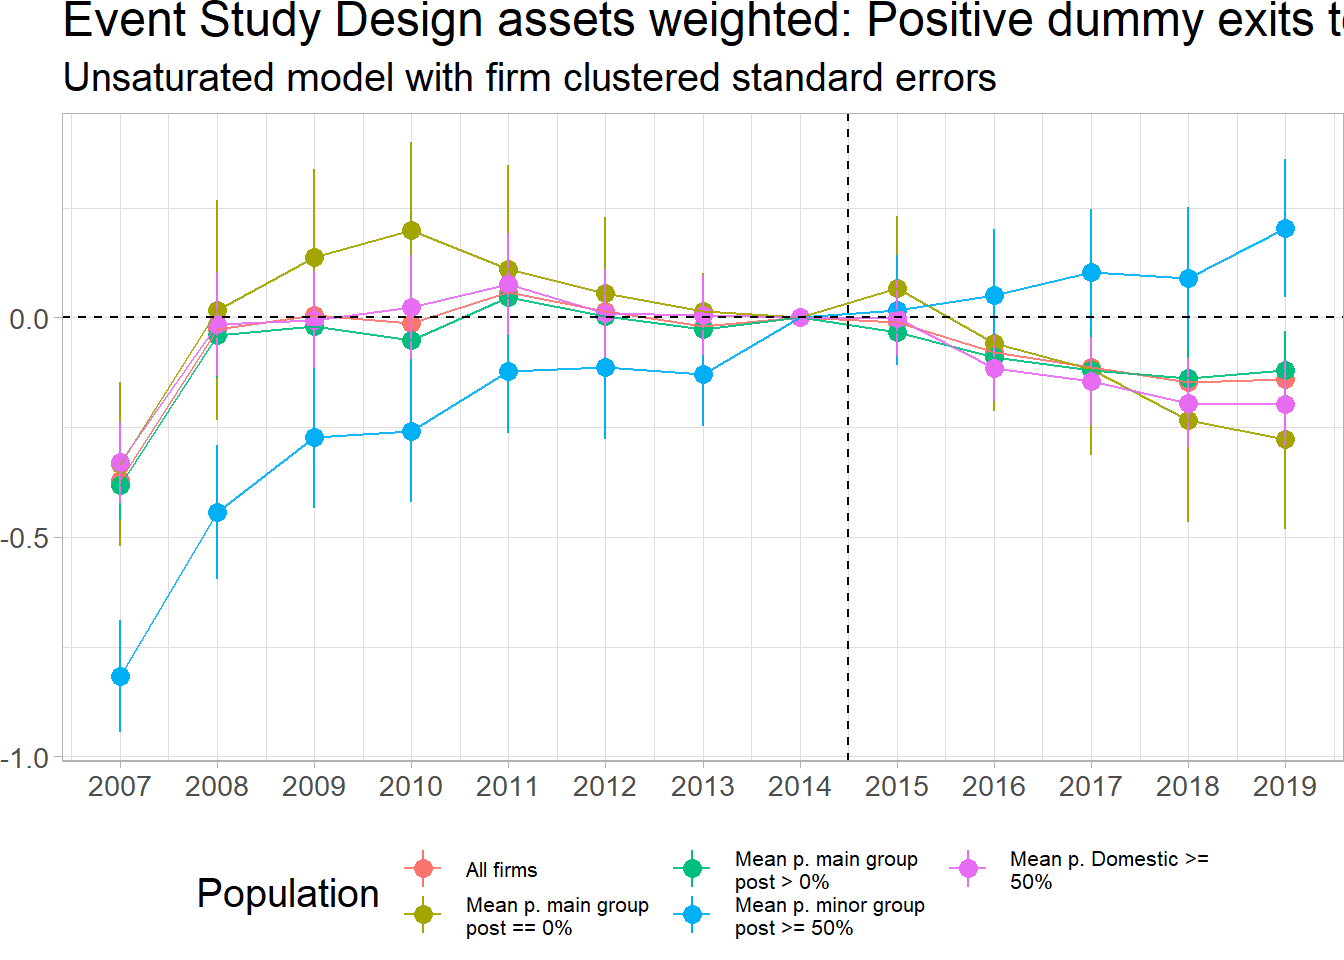 Event Study Design assets weighted: Positive dummy exits
Unsaturated model with firm clustered standard errors
0.0
-0.5
-1.0
2007 2008 2009 2010 2011 2012 2013 2014 2015 2016 2017 2018 2019
Population
All firms
Mean p. main group
post == 0%
Mean p. main group
post > 0%
Mean p. minor group
post >= 50%
Mean p. Domestic >=
50%